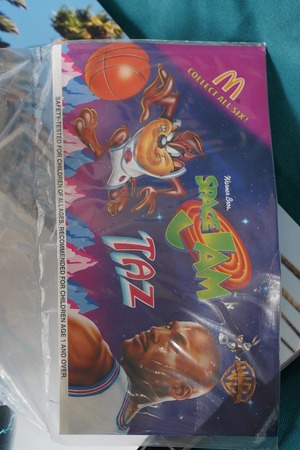 COLLECT ALL SIX!
Warner Bros.
SPACE JAM
TAZ
WB
SAFETY-TESTED FOR CHILDREN OF ALL AGES. RECOMMENDED FOR CHILDREN AGE 1 AND OVER.